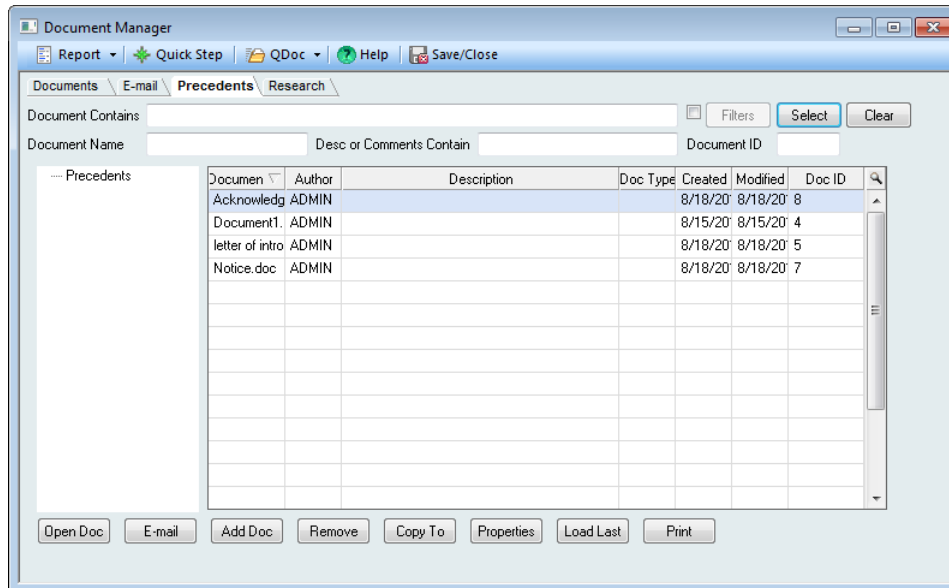 Document Manager
Report Quick Step QDoc Help Save/Close
Documents E-mail Precedents Research
Document Contains Filters Select Clear
Document Name Desc or Comments Contain Document ID
Precedents
Documen Author Description Doc Type Created Modified Doc ID
Acknowledg ADMIN 8/18/20 8/18/20 8
Document1. ADMIN 8/15/20 8/15/20 4
letter of intro ADMIN 8/18/20 8/18/20 5
Notice.doc ADMIN 8/18/20 8/18/20 7
Open Doc E-mail Add Doc Remove Copy To Properties Load Last Print